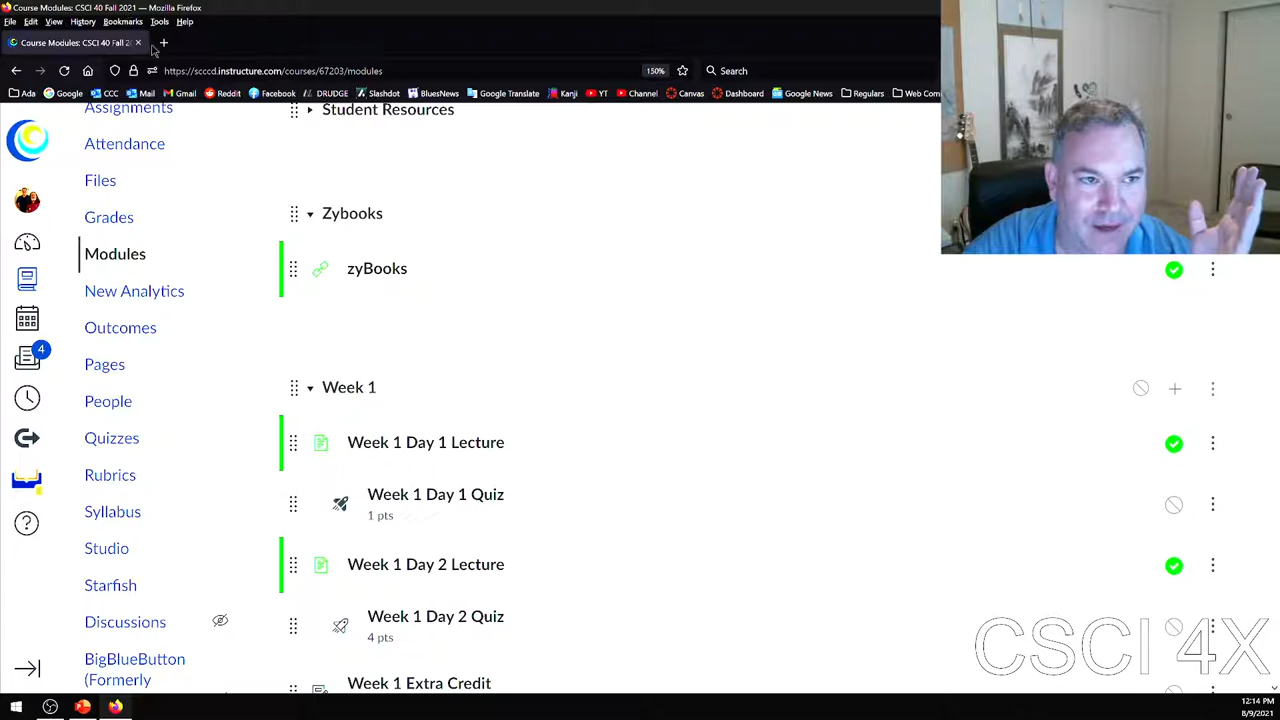 Course Modules: CSCI 40 Fall 2021 — Mozilla Firefox
File Edit View History Bookmarks Tools Help
Course Modules: CSCI 40 Fall 2
https://scccd.instructure.com/courses/67203/modules
150%
Search
Ada Google CCC Mail Gmail Reddit Facebook DRUDGE Slashdot BluesNews Google Translate Kanji YT Channel Canvas Dashboard Google News Regulars Web Com
Assignments
Attendance
Files
Grades
Modules
New Analytics
Outcomes
Pages
4
People
Quizzes
Rubrics
Syllabus
Studio
Starfish
Discussions
BigBlueButton
(Formerly
Student Resources
Zybooks
zyBooks
Week 1
Week 1 Day 1 Lecture
Week 1 Day 1 Quiz
1 pts
Week 1 Day 2 Lecture
Week 1 Day 2 Quiz
4 pts
Week 1 Extra Credit
CSCI 4X
12:14 PM
8/9/2021